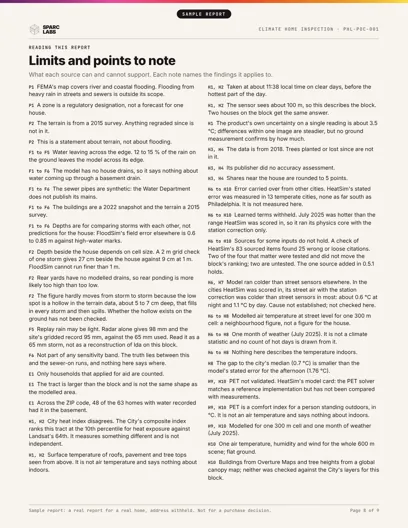 SAMPLE REPORT
SPARC
LABS
CLIMATE HOME INSPECTION · PHL-POC-001
READING THIS REPORT
Limits and points to note
What each source can and cannot support. Each note names the findings it applies to.
P1 FEMA's map covers river and coastal flooding. Flooding from
heavy rain in streets and sewers is outside its scope.
P1 A zone is a regulatory designation, not a forecast for one
house.
P2 The terrain is from a 2015 survey. Anything regraded since is
not in it.
P2 This is a statement about terrain, not about flooding.
F1 to F6 Water leaving across the edge. 12 to 15 % of the rain on
the ground leaves the model across its edge.
F1 to F6 The model has no house drains, so it says nothing about
water coming up through a basement drain.
F1 to F6 The sewer pipes are synthetic: the Water Department
does not publish its mains.
F1 to F6 The buildings are a 2022 snapshot and the terrain a 2015
survey.
F1 to F6 Depths are for comparing storms with each other, not
predictions for the house: FloodSim's field error elsewhere is 0.6
to 0.85 m against high-water marks.
F2 Depth beside the house depends on cell size. A 2 m grid check
of one storm gives 27 cm beside the house against 9 cm at 1 m.
FloodSim cannot run finer than 1 m.
F2 Rear yards have no modelled drains, so rear ponding is more
likely too high than too low.
F2 The figure hardly moves from storm to storm because the low
spot is a hollow in the terrain data, about 5 to 7 cm deep, that fills
in every storm and then spills. Whether the hollow exists on the
ground has not been checked.
F5 Replay rain may be light. Radar alone gives 98 mm and the
site's gridded record 95 mm, against the 65 mm used. Read it as a
65 mm storm, not as a reconstruction of Ida on this block.
F6 Not part of any sensitivity band. The truth lies between this
and the sewer-on runs, and nothing here says where.
E1 Only households that applied for aid are counted.
E1 The tract is larger than the block and is not the same shape as
the modelled area.
E2 Across the ZIP code, 48 of the 63 homes with water recorded
had it in the basement.
H1, H2 City heat index disagrees. The City's composite index
ranks this tract at the 10th percentile for heat exposure against
Landsat's 64th. It measures something different and is not
independent.
H1, H2 Surface temperature of roofs, pavement and tree tops
seen from above. It is not air temperature and says nothing about
indoors.
H1, H2 Taken at about 11:38 local time on clear days, before the
hottest part of the day.
H1, H2 The sensor sees about 100 m, so this describes the block.
Two houses on the block get the same answer.
H1 The product's own uncertainty on a single reading is about 3.5
°C; differences within one image are steadier, but no ground
measurement confirms by how much.
H3, H4 The data is from 2018. Trees planted or lost since are not
in it.
H3, H4 Its publisher did no accuracy assessment.
H3, H4 Shares near the house are rounded to 5 points.
H6 to H10 Error carried over from other cities. HeatSim's stated
error was measured in 13 temperate cities, none as far south as
Philadelphia. It is not measured here.
H6 to H10 Learned terms withheld. July 2025 was hotter than the
range HeatSim was scored in, so it ran its physics core with the
station correction only.
H6 to H10 Sources for some inputs do not hold. A check of
HeatSim's 83 sourced items found 25 wrong or loose citations.
Two of the four that matter were tested and did not move the
block's ranking; two are untested. The one source added in 0.5.1
holds.
H6, H7 Model ran colder than street sensors elsewhere. In the
cities HeatSim was scored in, its street air with the station
correction was colder than street sensors in most: about 0.6 °C at
night and 1.1 °C by day. Cause not established; not checked here.
H6 to H8 Modelled air temperature at street level for one 300 m
cell: a neighbourhood figure, not a figure for the house.
H6 to H8 One month of weather (July 2025). It is not a climate
statistic and no count of hot days is drawn from it.
H6 to H8 Nothing here describes the temperature indoors.
H8 The gap to the city's median (0.7 °C) is smaller than the
model's stated error for the afternoon (1.76 °C).
H9, H10 PET not validated. HeatSim's model card: the PET solver
matches a reference implementation but has not been compared
with measurements.
H9, H10 PET is a comfort index for a person standing outdoors, in
°C. It is not an air temperature and says nothing about indoors.
H9, H10 Modelled for one 300 m cell and one month of weather
(July 2025).
H10 One air temperature, humidity and wind for the whole 600 m
scene; flat ground.
H10 Buildings from Overture Maps and tree heights from a global
canopy map; neither was checked against the City's layers for this
block.
Sample report: a real report for a real home, address withheld. Not for a purchase decision.
Page 8 of 9